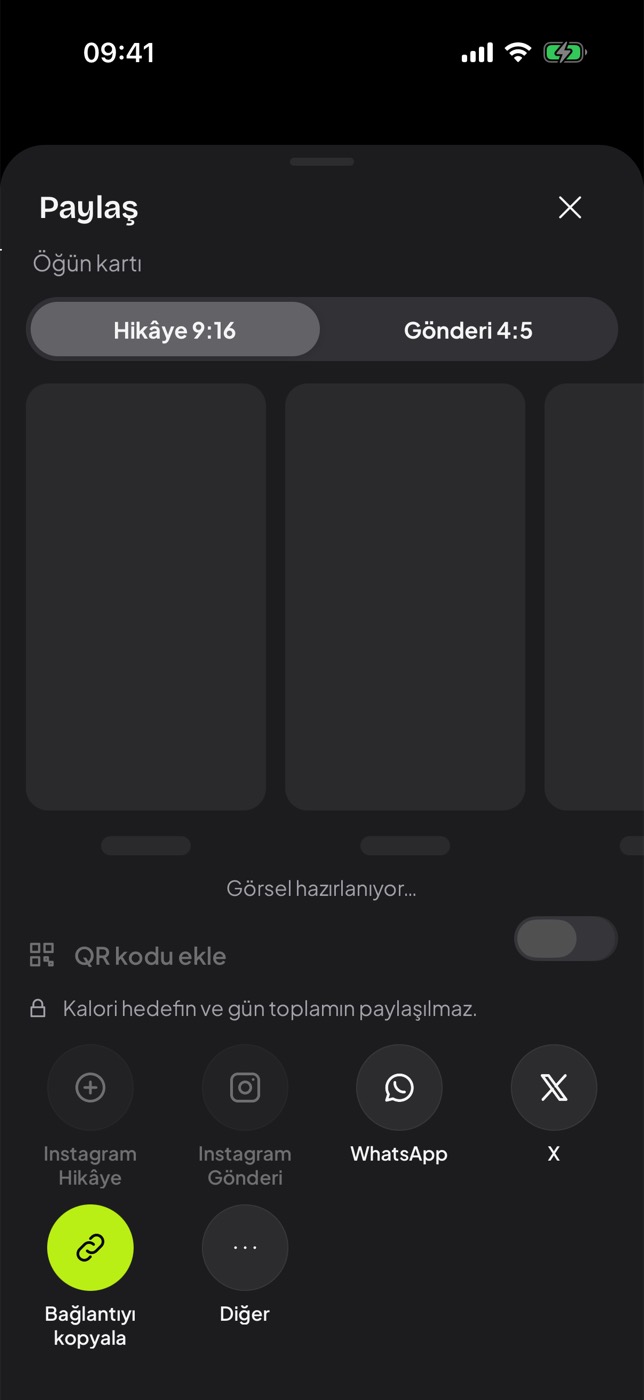 09:41
Paylaş
Öğün kartı
Hikâye 9:16
Gönderi 4:5
Görsel hazırlanıyor...
QR kodu ekle
Kalori hedefin ve gün toplamın paylaşılmaz.
Instagram
Hikâye
Instagram
Gönderi
WhatsApp
X
Bağlantıyı
kopyala
Diğer